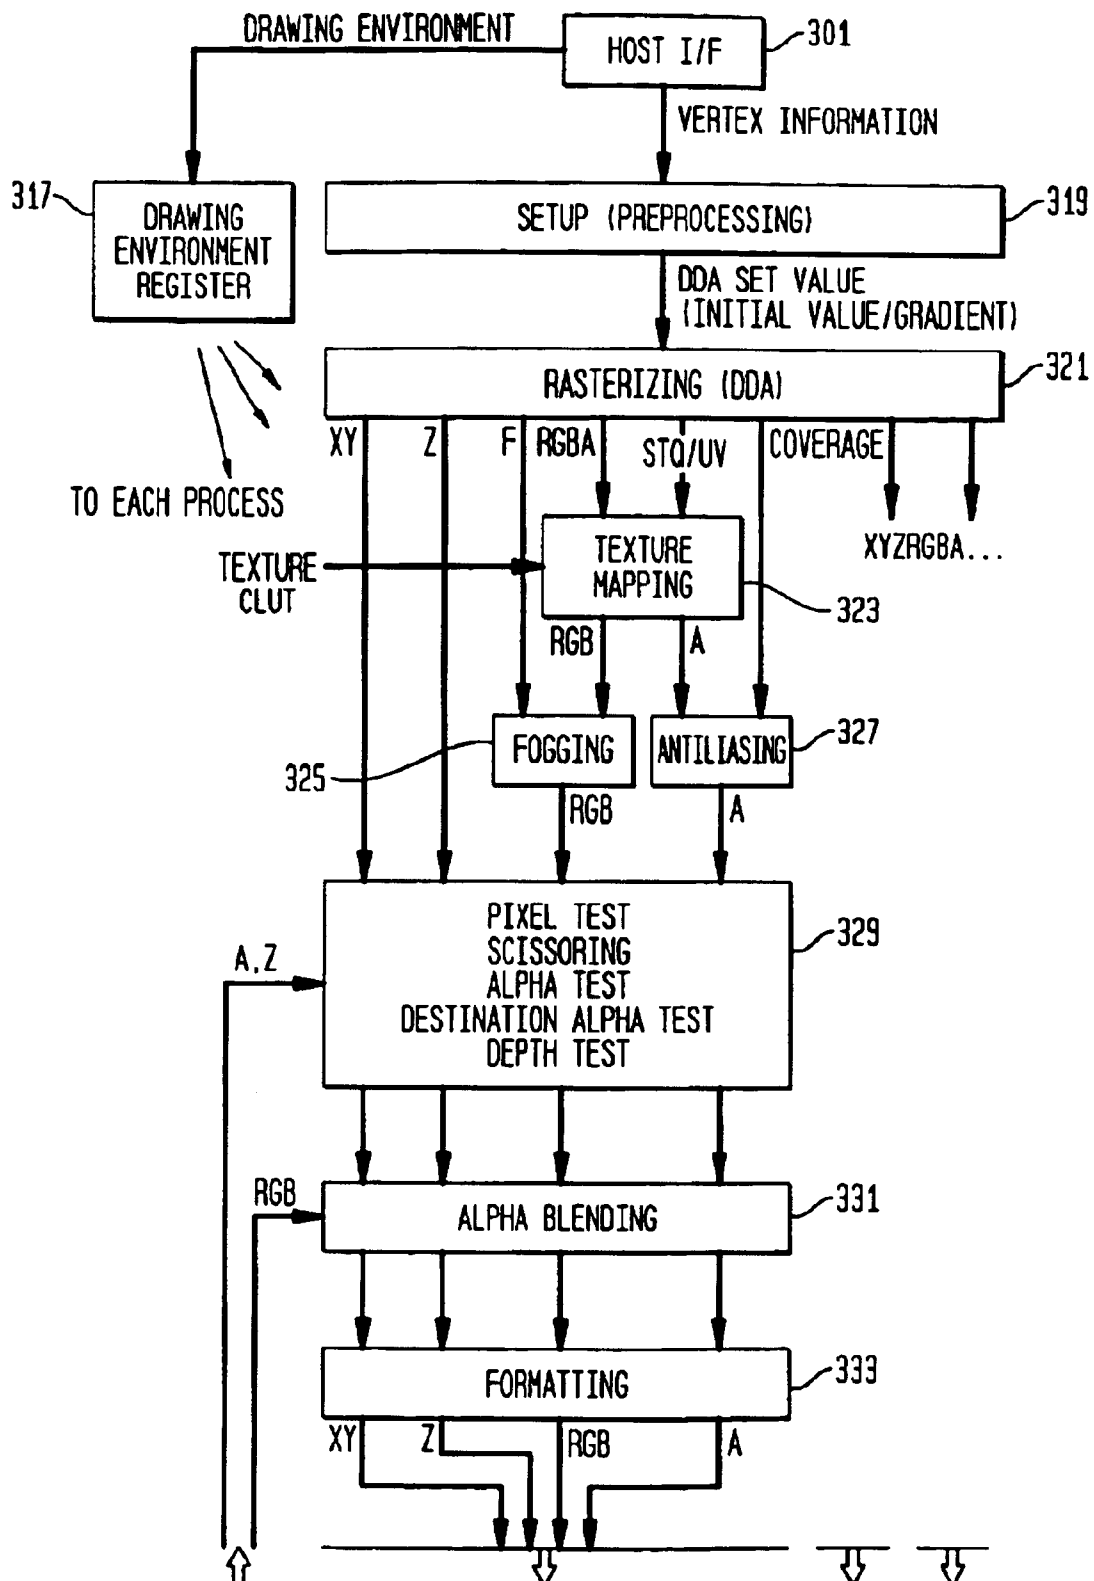 DRAWING ENVIRONMENT
HOST I/F
301
VERTEX INFORMATION
317
DRAWING
ENVIRONMENT
REGISTER
SETUP (PREPROCESSING)
319
DDA SET VALUE
(INITIAL VALUE/GRADIENT)
RASTERIZING (DDA)
321
XY
Z
F
RGBA
STQ/UV
COVERAGE
TO EACH PROCESS
XYZRGBA...
TEXTURE
CLUT
TEXTURE
MAPPING
323
RGB
A
FOGGING
325
ANTILIASING
327
RGB
A
PIXEL TEST
SCISSORING
ALPHA TEST
DESTINATION ALPHA TEST
DEPTH TEST
329
A,Z
RGB
ALPHA BLENDING
331
FORMATTING
333
XY
Z
RGB
A